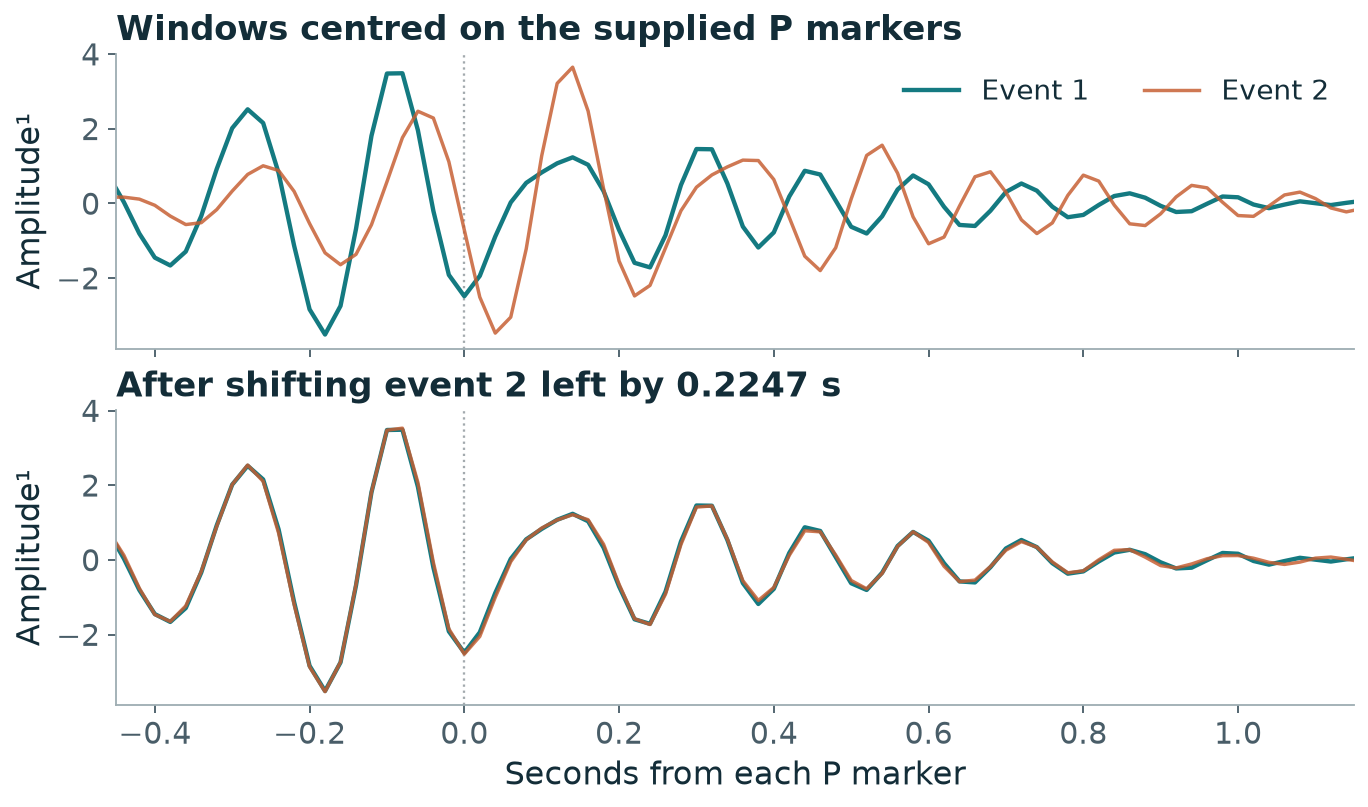 Windows centred on the supplied P markers
4
2
0
−2
Amplitude¹
Event 1
Event 2
After shifting event 2 left by 0.2247 s
4
2
0
−2
Amplitude¹
−0.4 −0.2 0.0 0.2 0.4 0.6 0.8 1.0
Seconds from each P marker